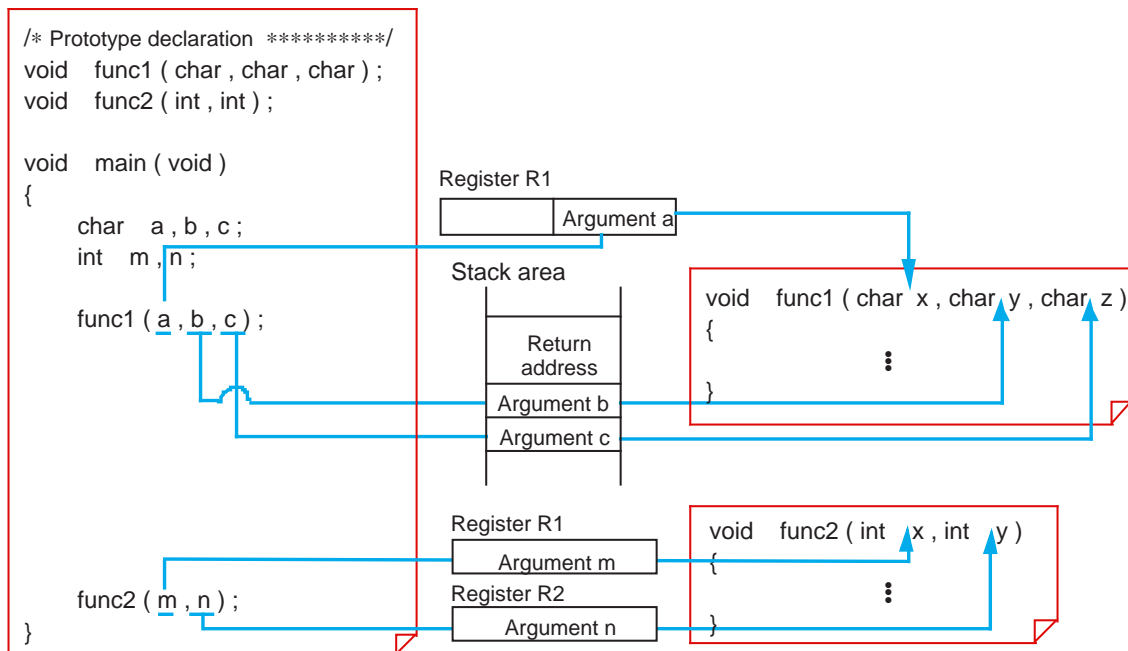 /* Prototype declaration **********/
void func1 ( char , char , char ) ;
void func2 ( int , int ) ;
void main ( void )
{
char a , b , c ;
int m , n ;
func1 ( a , b , c ) ;
func2 ( m , n ) ;
}
Register R1
Argument a
Stack area
Return
address
Argument b
Argument c
void func1 ( char x , char y , char z )
{
⋮
}
Register R1
Argument m
Register R2
Argument n
void func2 ( int x , int y )
{
⋮
}